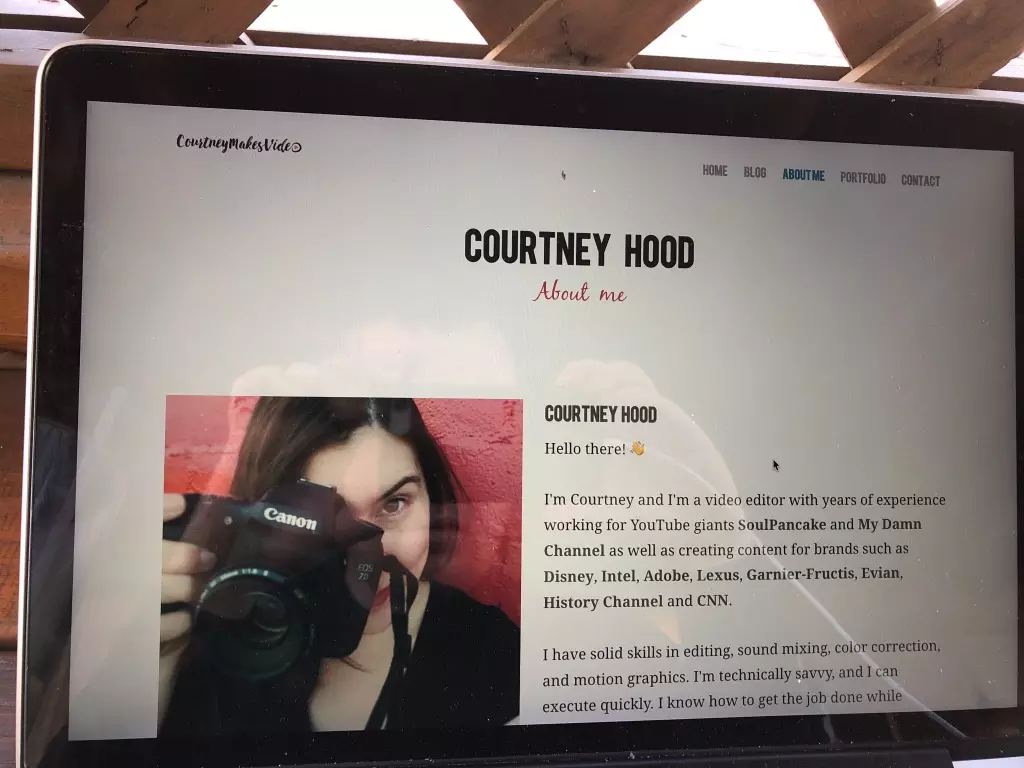 CourtneyMakesVideo
HOME BLOG ABOUT ME PORTFOLIO CONTACT
COURTNEY HOOD
About me
Canon
EOS
7D
COURTNEY HOOD
Hello there! 👋
I'm Courtney and I'm a video editor with years of experience
working for YouTube giants SoulPancake and My Damn
Channel as well as creating content for brands such as
Disney, Intel, Adobe, Lexus, Garnier-Fructis, Evian,
History Channel and CNN.
I have solid skills in editing, sound mixing, color correction,
and motion graphics. I'm technically savvy, and I can
execute quickly. I know how to get the job done while